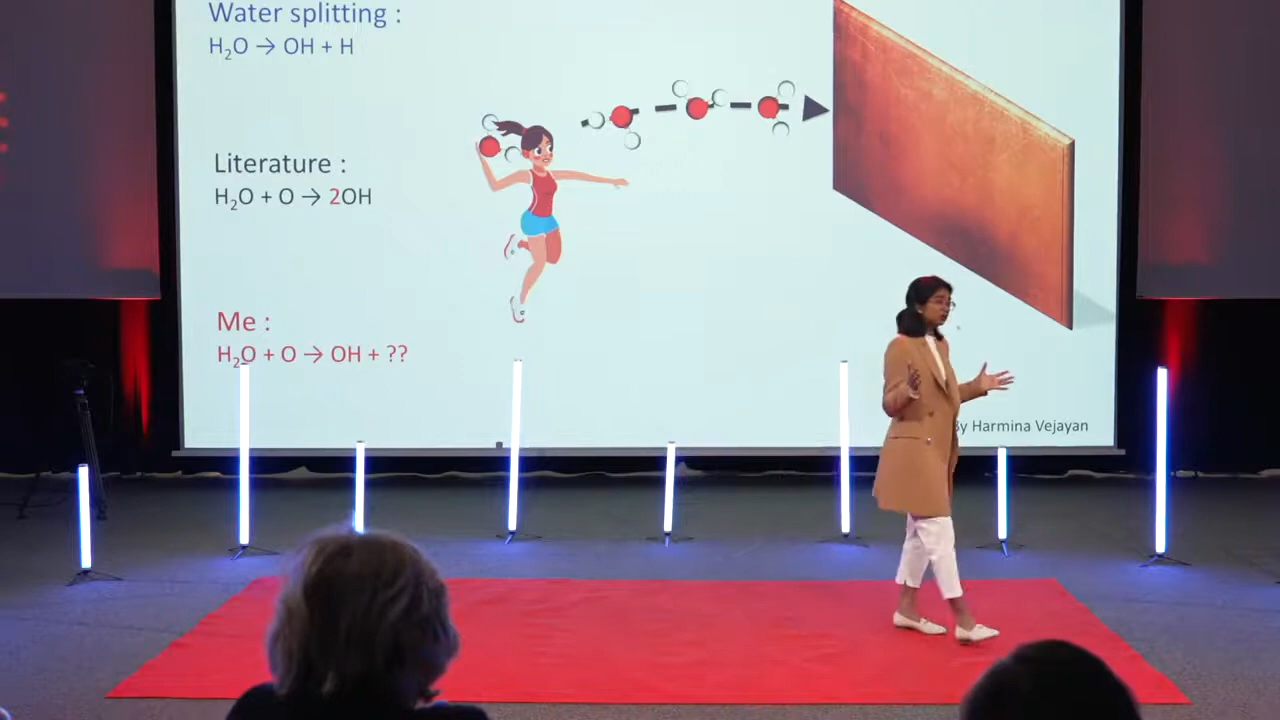 Water splitting :
H₂O → OH + H
Literature :
H₂O + O → 2OH
Me :
H₂O + O → OH + ??
By Harmina Vejayan